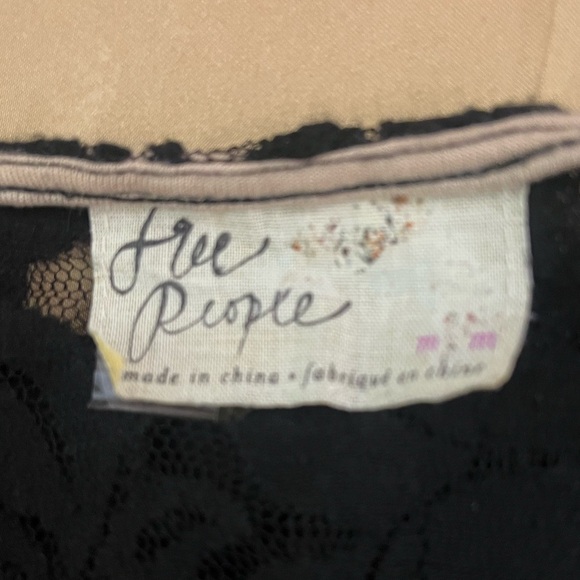 free
People
made in china • fabriqué en chine